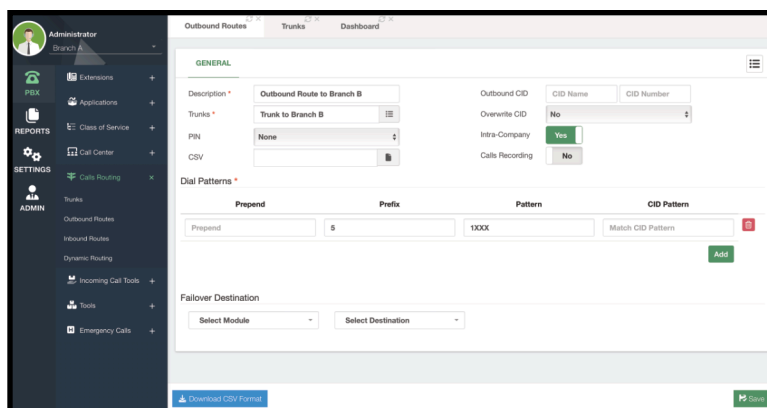 Administrator
Branch A
PBX
REPORTS
SETTINGS
ADMIN
Extensions +
Applications +
Class of Service +
Call Center +
Calls Routing ×
Trunks
Outbound Routes
Inbound Routes
Dynamic Routing
Incoming Call Tools +
Tools +
Emergency Calls +
Outbound Routes Trunks Dashboard
GENERAL
Description * Outbound Route to Branch B Outbound CID CID Name CID Number
Trunks * Trunk to Branch B Overwrite CID No
PIN None Intra-Company Yes
CSV Calls Recording No
Dial Patterns *
Prepend Prefix Pattern CID Pattern
Prepend 5 1XXX Match CID Pattern
Add
Failover Destination
Select Module Select Destination
Download CSV Format Save